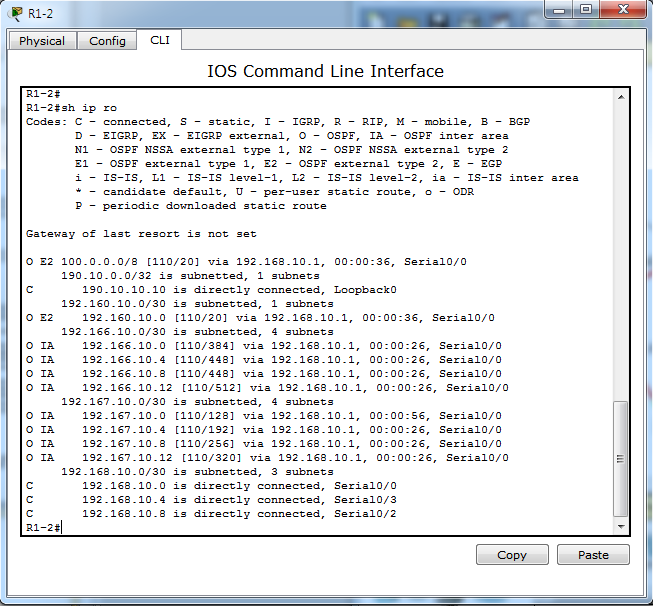 R1-2
Physical Config CLI
IOS Command Line Interface
R1-2#
R1-2#sh ip ro
Codes: C - connected, S - static, I - IGRP, R - RIP, M - mobile, B - BGP
D - EIGRP, EX - EIGRP external, O - OSPF, IA - OSPF inter area
N1 - OSPF NSSA external type 1, N2 - OSPF NSSA external type 2
E1 - OSPF external type 1, E2 - OSPF external type 2, E - EGP
i - IS-IS, L1 - IS-IS level-1, L2 - IS-IS level-2, ia - IS-IS inter area
* - candidate default, U - per-user static route, o - ODR
P - periodic downloaded static route
Gateway of last resort is not set
O E2 100.0.0.0/8 [110/20] via 192.168.10.1, 00:00:36, Serial0/0
190.10.0.0/32 is subnetted, 1 subnets
C 190.10.10.10 is directly connected, Loopback0
192.160.10.0/30 is subnetted, 1 subnets
O E2 192.160.10.0 [110/20] via 192.168.10.1, 00:00:36, Serial0/0
192.166.10.0/30 is subnetted, 4 subnets
O IA 192.166.10.0 [110/384] via 192.168.10.1, 00:00:26, Serial0/0
O IA 192.166.10.4 [110/448] via 192.168.10.1, 00:00:26, Serial0/0
O IA 192.166.10.8 [110/448] via 192.168.10.1, 00:00:26, Serial0/0
O IA 192.166.10.12 [110/512] via 192.168.10.1, 00:00:26, Serial0/0
192.167.10.0/30 is subnetted, 4 subnets
O IA 192.167.10.0 [110/128] via 192.168.10.1, 00:00:56, Serial0/0
O IA 192.167.10.4 [110/192] via 192.168.10.1, 00:00:26, Serial0/0
O IA 192.167.10.8 [110/256] via 192.168.10.1, 00:00:26, Serial0/0
O IA 192.167.10.12 [110/320] via 192.168.10.1, 00:00:26, Serial0/0
192.168.10.0/30 is subnetted, 3 subnets
C 192.168.10.0 is directly connected, Serial0/0
C 192.168.10.4 is directly connected, Serial0/3
C 192.168.10.8 is directly connected, Serial0/2
R1-2#
Copy Paste